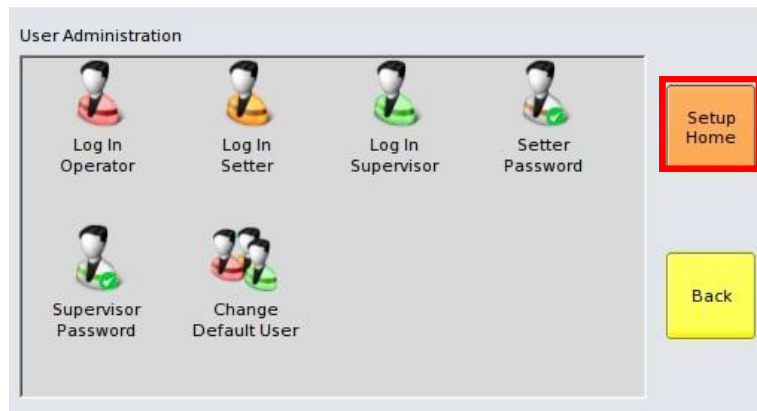 User Administration
Log In
Operator
Log In
Setter
Log In
Supervisor
Setter
Password
Setup
Home
Supervisor
Password
Change
Default User
Back